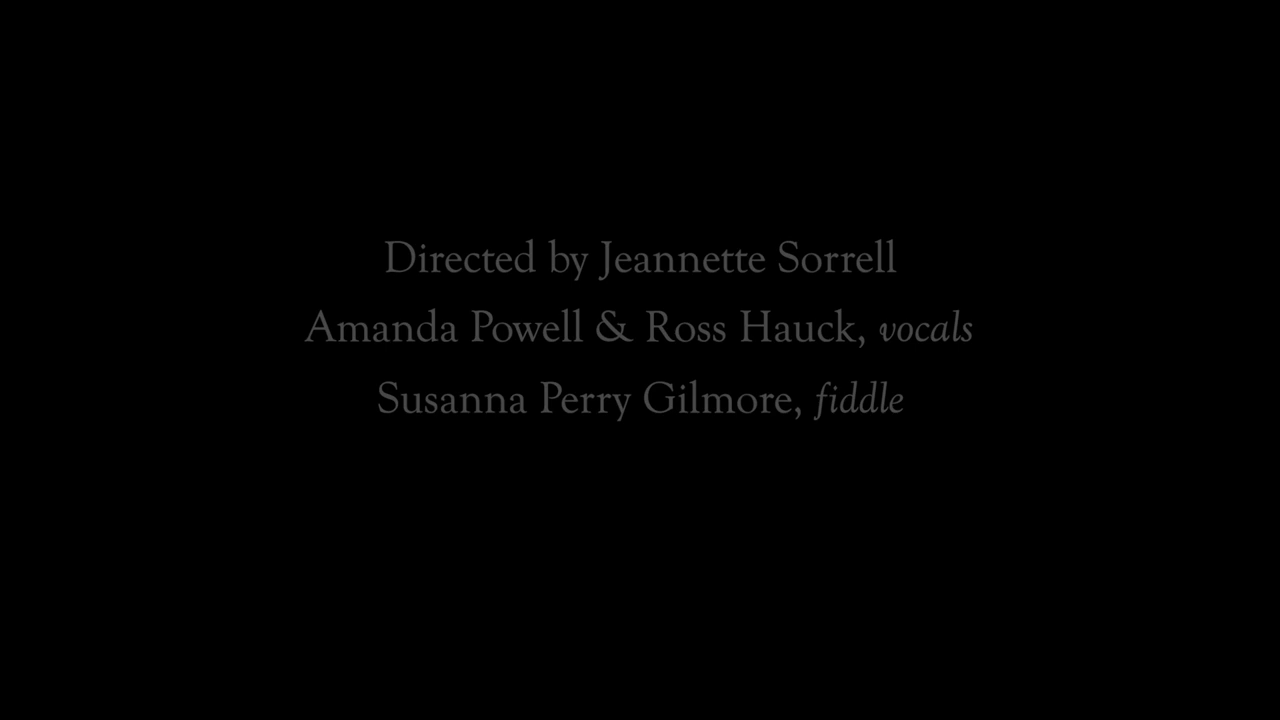 Directed by Jeannette Sorrell
Amanda Powell & Ross Hauck, vocals
Susanna Perry Gilmore, fiddle